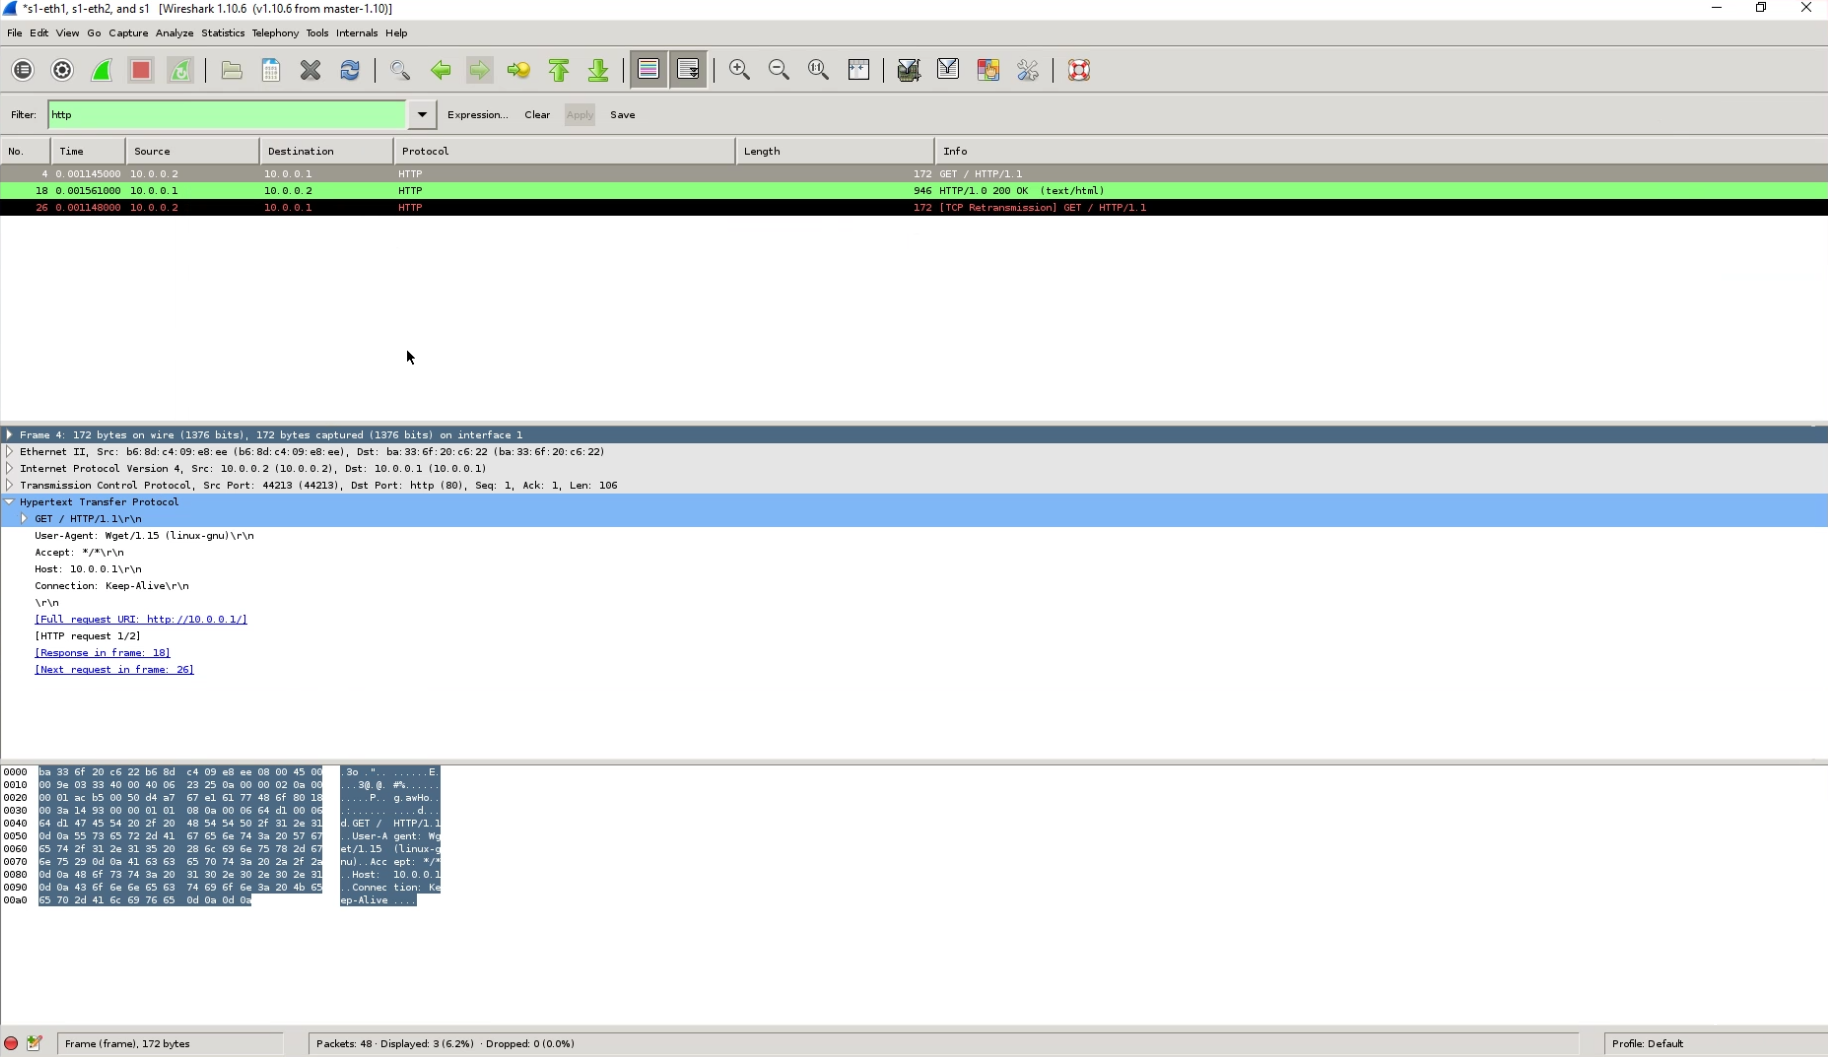 *s1-eth1, s1-eth2, and s1 [Wireshark 1.10.6 (v1.10.6 from master-1.10)]
File Edit View Go Capture Analyze Statistics Telephony Tools Internals Help
Filter: http Expression... Clear Apply Save
No. Time Source Destination Protocol Length Info
4 0.001145000 10.0.0.2 10.0.0.1 HTTP 172 GET / HTTP/1.1
18 0.001561000 10.0.0.1 10.0.0.2 HTTP 946 HTTP/1.0 200 OK (text/html)
26 0.001148000 10.0.0.2 10.0.0.1 HTTP 172 [TCP Retransmission] GET / HTTP/1.1
Frame 4: 172 bytes on wire (1376 bits), 172 bytes captured (1376 bits) on interface 1
Ethernet II, Src: b6:8d:c4:09:e8:ee (b6:8d:c4:09:e8:ee), Dst: ba:33:6f:20:c6:22 (ba:33:6f:20:c6:22)
Internet Protocol Version 4, Src: 10.0.0.2 (10.0.0.2), Dst: 10.0.0.1 (10.0.0.1)
Transmission Control Protocol, Src Port: 44213 (44213), Dst Port: http (80), Seq: 1, Ack: 1, Len: 106
Hypertext Transfer Protocol
GET / HTTP/1.1\r\n
User-Agent: Wget/1.15 (linux-gnu)\r\n
Accept: */*\r\n
Host: 10.0.0.1\r\n
Connection: Keep-Alive\r\n
\r\n
[Full request URI: http://10.0.0.1/]
[HTTP request 1/2]
[Response in frame: 18]
[Next request in frame: 26]
0000 ba 33 6f 20 c6 22 b6 8d c4 09 e8 ee 08 00 45 00 .3o .".. ......E.
0010 00 9e 03 33 40 00 40 06 23 25 0a 00 00 02 0a 00 ...3@.@. #%......
0020 00 01 ac b5 00 50 d4 a7 67 e1 61 77 48 6f 80 18 .....P.. g.awHo..
0030 00 3a 14 93 00 00 01 01 08 0a 00 06 64 d1 00 06 .:...... ....d...
0040 64 d1 47 45 54 20 2f 20 48 54 54 50 2f 31 2e 31 d.GET / HTTP/1.1
0050 0d 0a 55 73 65 72 2d 41 67 65 6e 74 3a 20 57 67 ..User-A gent: Wg
0060 65 74 2f 31 2e 31 35 20 28 6c 69 6e 75 78 2d 67 et/1.15 (linux-g
0070 6e 75 29 0d 0a 41 63 63 65 70 74 3a 20 2a 2f 2a nu)..Acc ept: */*
0080 0d 0a 48 6f 73 74 3a 20 31 30 2e 30 2e 30 2e 31 ..Host: 10.0.0.1
0090 0d 0a 43 6f 6e 6e 65 63 74 69 6f 6e 3a 20 4b 65 ..Connec tion: Ke
00a0 65 70 2d 41 6c 69 76 65 0d 0a 0d 0a ep-Alive ....
Frame (frame), 172 bytes Packets: 48 · Displayed: 3 (6.2%) · Dropped: 0 (0.0%) Profile: Default